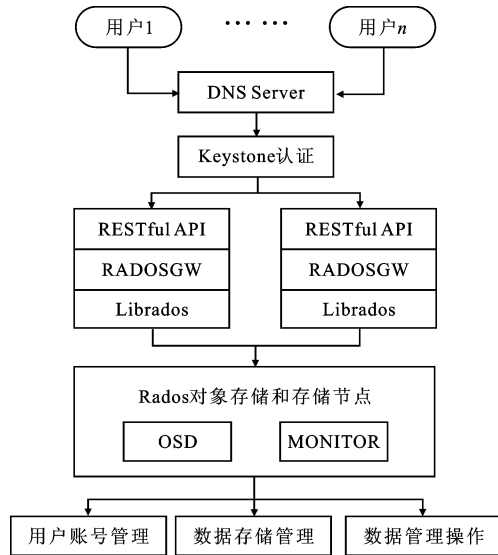 用户1
… …
用户n
DNS Server
Keystone认证
RESTful API
RESTful API
RADOSGW
RADOSGW
Librados
Librados
Rados对象存储和存储节点
OSD
MONITOR
用户账号管理
数据存储管理
数据管理操作